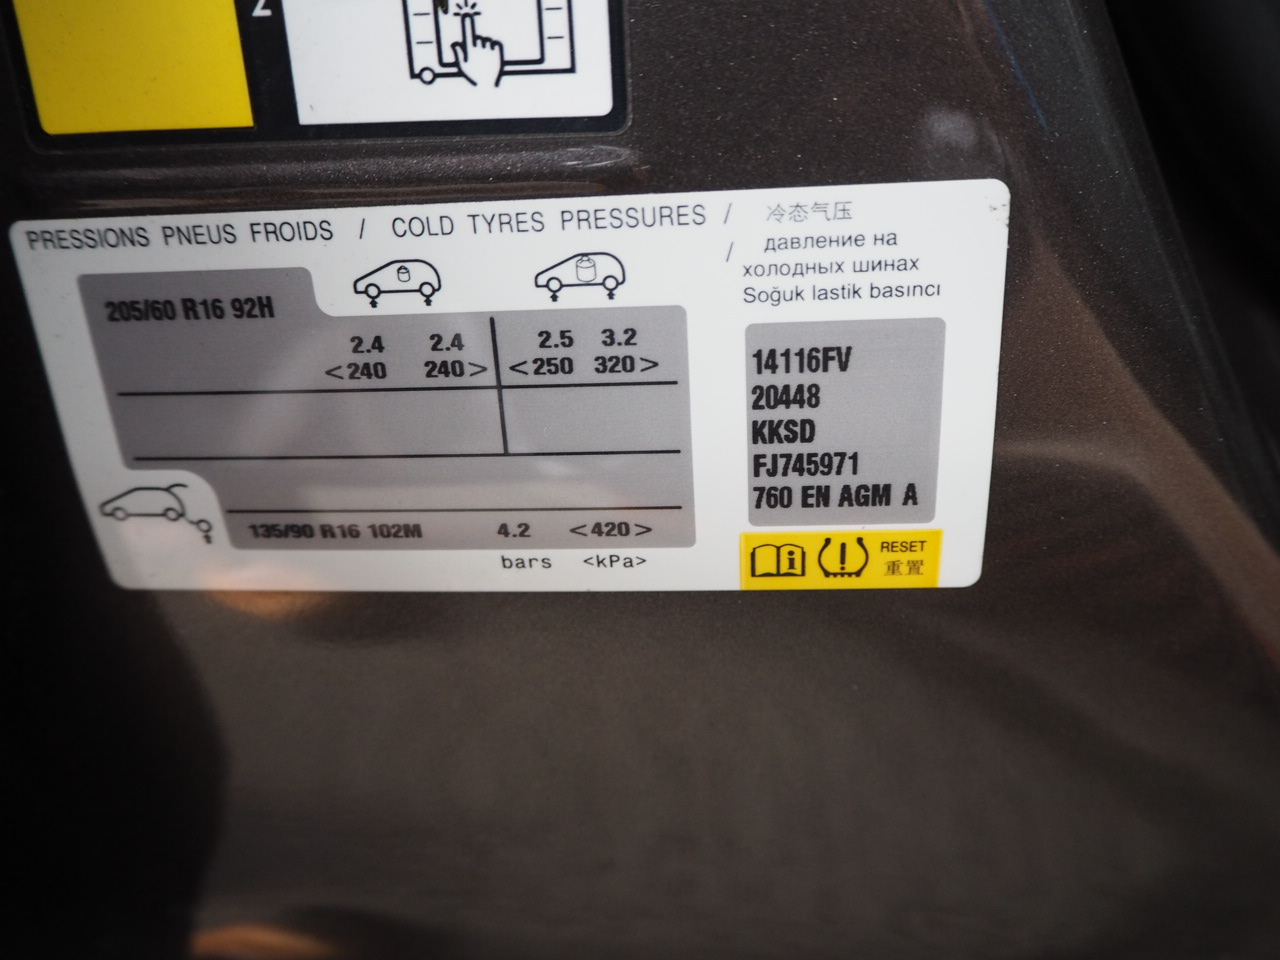 PRESSIONS PNEUS FROIDS / COLD TYRES PRESSURES / 冷态气压
/ давление на
холодных шинах
Soğuk lastik basıncı
205/60 R16 92H
2.4 2.4 2.5 3.2
<240 240> <250 320>
135/90 R16 102M 4.2 <420>
bars <kPa>
14116FV
20448
KKSD
FJ745971
760 EN AGM A
RESET
重置